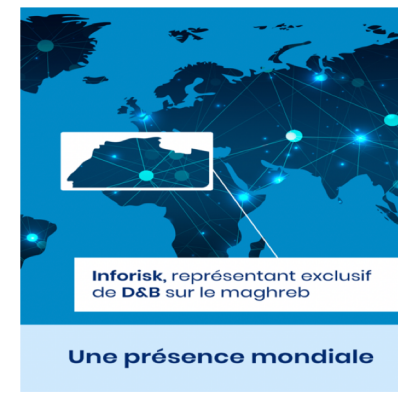 Inforisk, représentant exclusif
de D&B sur le maghreb
Une présence mondiale